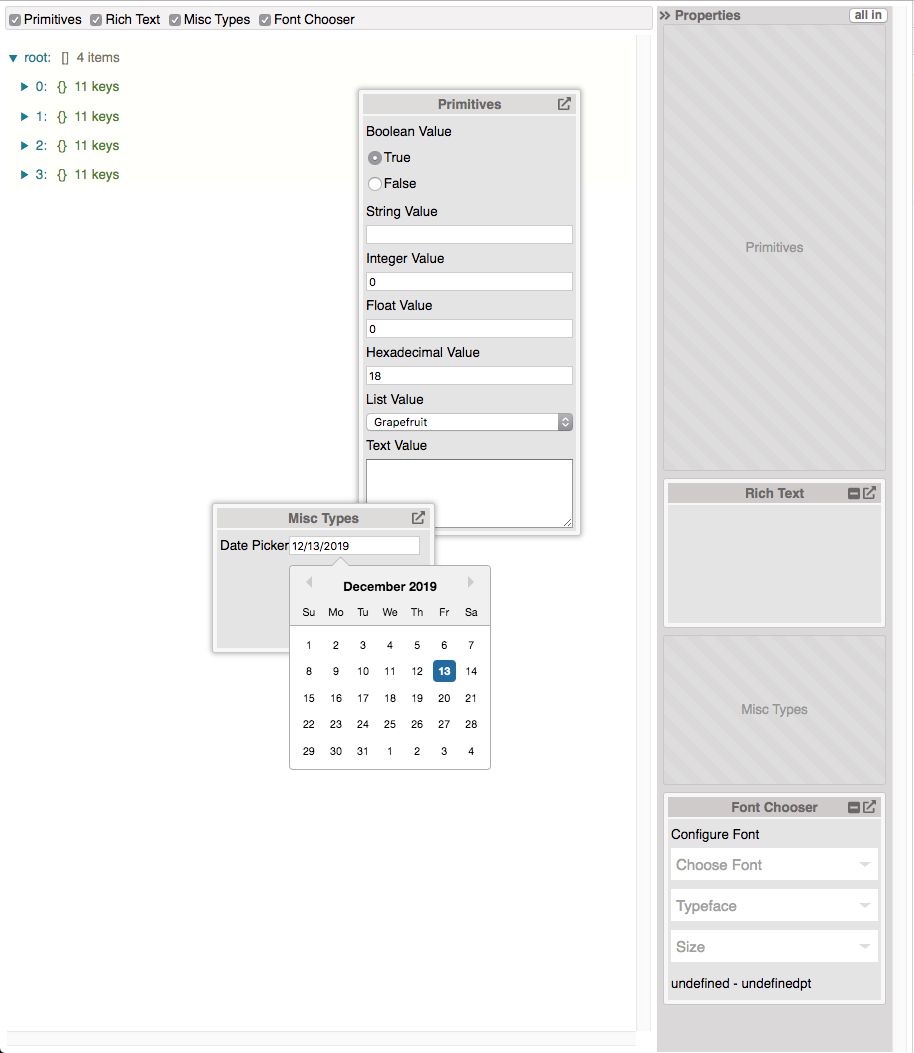 Primitives Rich Text Misc Types Font Chooser
root: [] 4 items
0: {} 11 keys
1: {} 11 keys
2: {} 11 keys
3: {} 11 keys
Primitives
Boolean Value
True
False
String Value
Integer Value
0
Float Value
0
Hexadecimal Value
18
List Value
Grapefruit
Text Value
Misc Types
Date Picker 12/13/2019
December 2019
Su Mo Tu We Th Fr Sa
1 2 3 4 5 6 7
8 9 10 11 12 13 14
15 16 17 18 19 20 21
22 23 24 25 26 27 28
29 30 31 1 2 3 4
Properties all in
Primitives
Rich Text
Misc Types
Font Chooser
Configure Font
Choose Font
Typeface
Size
undefined - undefinedpt